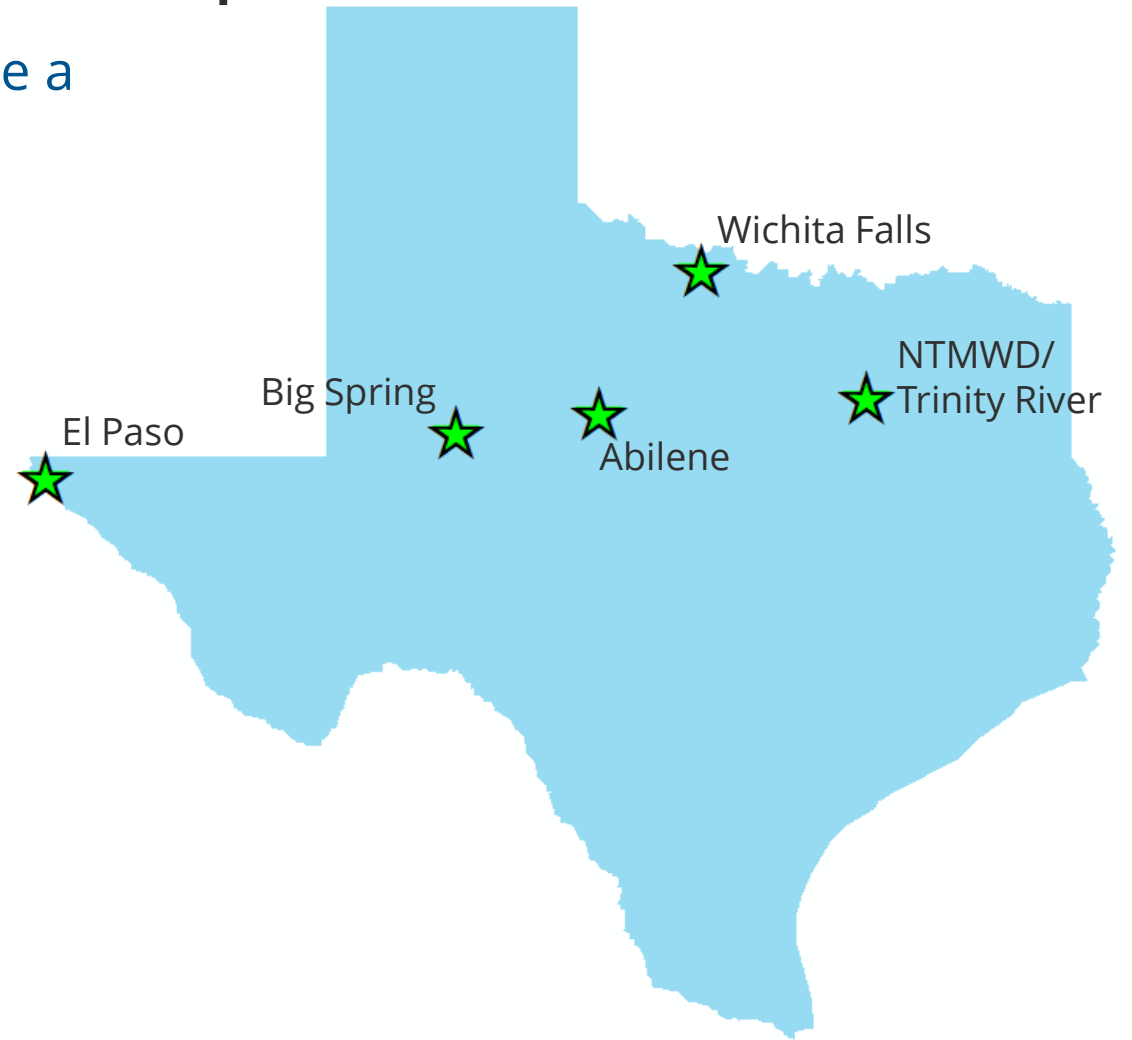 e a
Wichita Falls
NTMWD/
Trinity River
Big Spring
Abilene
El Paso